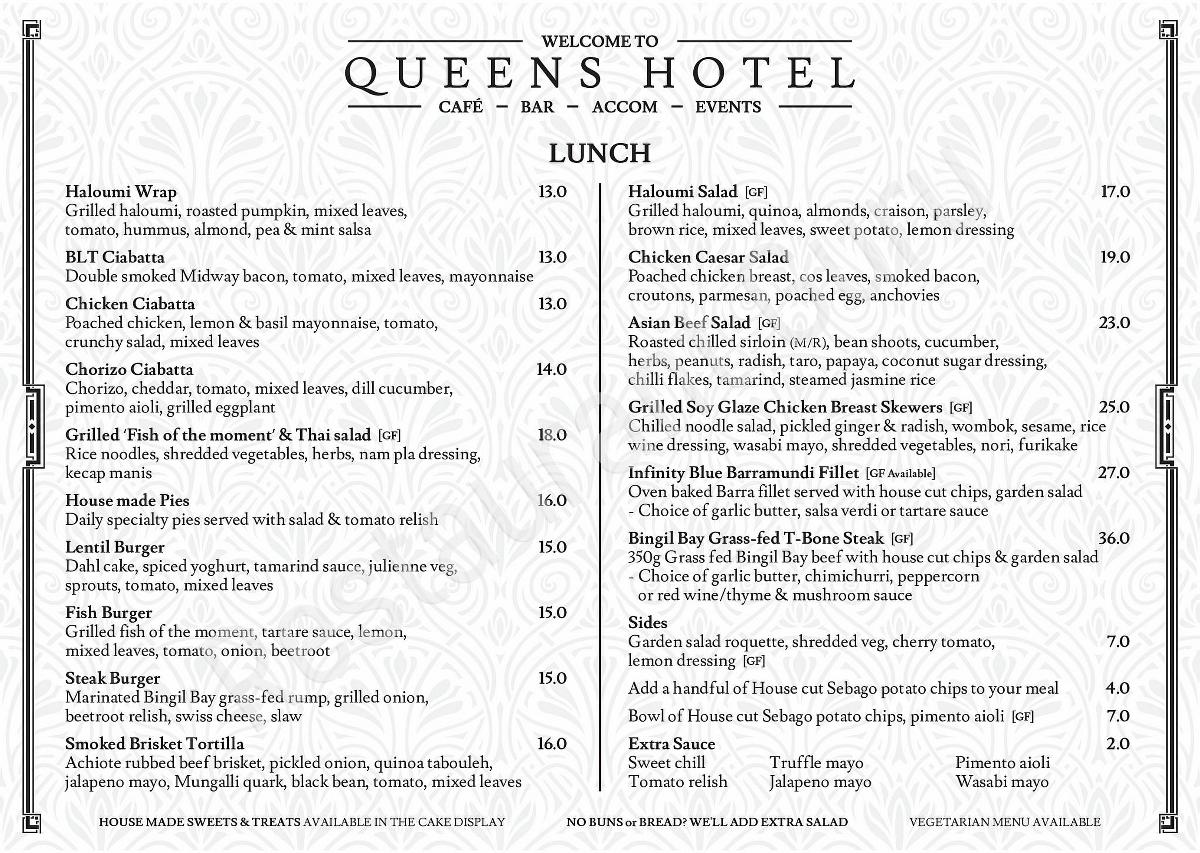 WELCOME TO
QUEENS HOTEL
CAFÉ – BAR – ACCOM – EVENTS
LUNCH
Haloumi Wrap 13.0
Grilled haloumi, roasted pumpkin, mixed leaves,
tomato, hummus, almond, pea & mint salsa
BLT Ciabatta 13.0
Double smoked Midway bacon, tomato, mixed leaves, mayonnaise
Chicken Ciabatta 13.0
Poached chicken, lemon & basil mayonnaise, tomato,
crunchy salad, mixed leaves
Chorizo Ciabatta 14.0
Chorizo, cheddar, tomato, mixed leaves, dill cucumber,
pimento aioli, grilled eggplant
Grilled 'Fish of the moment' & Thai salad [GF] 18.0
Rice noodles, shredded vegetables, herbs, nam pla dressing,
kecap manis
House made Pies 16.0
Daily specialty pies served with salad & tomato relish
Lentil Burger 15.0
Dahl cake, spiced yoghurt, tamarind sauce, julienne veg,
sprouts, tomato, mixed leaves
Fish Burger 15.0
Grilled fish of the moment, tartare sauce, lemon,
mixed leaves, tomato, onion, beetroot
Steak Burger 15.0
Marinated Bingil Bay grass-fed rump, grilled onion,
beetroot relish, swiss cheese, slaw
Smoked Brisket Tortilla 16.0
Achiote rubbed beef brisket, pickled onion, quinoa tabouleh,
jalapeno mayo, Mungalli quark, black bean, tomato, mixed leaves
Haloumi Salad [GF] 17.0
Grilled haloumi, quinoa, almonds, craison, parsley,
brown rice, mixed leaves, sweet potato, lemon dressing
Chicken Caesar Salad 19.0
Poached chicken breast, cos leaves, smoked bacon,
croutons, parmesan, poached egg, anchovies
Asian Beef Salad [GF] 23.0
Roasted chilled sirloin (M/R), bean shoots, cucumber,
herbs, peanuts, radish, taro, papaya, coconut sugar dressing,
chilli flakes, tamarind, steamed jasmine rice
Grilled Soy Glaze Chicken Breast Skewers [GF] 25.0
Chilled noodle salad, pickled ginger & radish, wombok, sesame, rice
wine dressing, wasabi mayo, shredded vegetables, nori, furikake
Infinity Blue Barramundi Fillet [GF Available] 27.0
Oven baked Barra fillet served with house cut chips, garden salad
- Choice of garlic butter, salsa verdi or tartare sauce
Bingil Bay Grass-fed T-Bone Steak [GF] 36.0
350g Grass fed Bingil Bay beef with house cut chips & garden salad
- Choice of garlic butter, chimichurri, peppercorn
or red wine/thyme & mushroom sauce
Sides
Garden salad roquette, shredded veg, cherry tomato, 7.0
lemon dressing [GF]
Add a handful of House cut Sebago potato chips to your meal 4.0
Bowl of House cut Sebago potato chips, pimento aioli [GF] 7.0
Extra Sauce 2.0
Sweet chill Truffle mayo Pimento aioli
Tomato relish Jalapeno mayo Wasabi mayo
HOUSE MADE SWEETS & TREATS AVAILABLE IN THE CAKE DISPLAY NO BUNS or BREAD? WE'LL ADD EXTRA SALAD VEGETARIAN MENU AVAILABLE